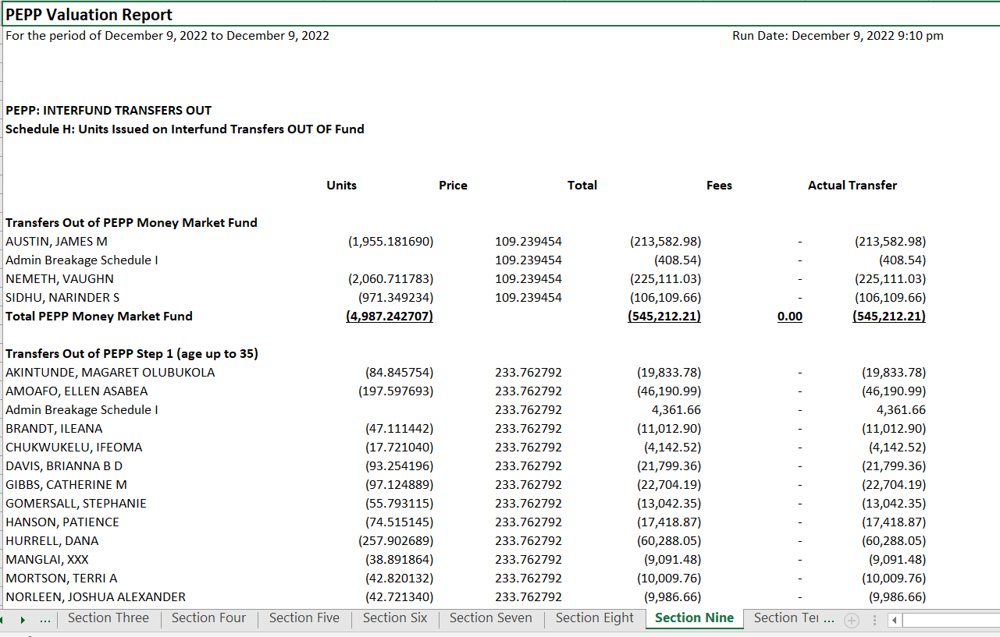 PEPP Valuation Report
For the period of December 9, 2022 to December 9, 2022 Run Date: December 9, 2022 9:10 pm
PEPP: INTERFUND TRANSFERS OUT
Schedule H: Units Issued on Interfund Transfers OUT OF Fund
Units Price Total Fees Actual Transfer
Transfers Out of PEPP Money Market Fund
AUSTIN, JAMES M (1,955.181690) 109.239454 (213,582.98) - (213,582.98)
Admin Breakage Schedule I 109.239454 (408.54) - (408.54)
NEMETH, VAUGHN (2,060.711783) 109.239454 (225,111.03) - (225,111.03)
SIDHU, NARINDER S (971.349234) 109.239454 (106,109.66) - (106,109.66)
Total PEPP Money Market Fund (4,987.242707) (545,212.21) 0.00 (545,212.21)
Transfers Out of PEPP Step 1 (age up to 35)
AKINTUNDE, MAGARET OLUBUKOLA (84.845754) 233.762792 (19,833.78) - (19,833.78)
AMOAFO, ELLEN ASABEA (197.597693) 233.762792 (46,190.99) - (46,190.99)
Admin Breakage Schedule I 233.762792 4,361.66 - 4,361.66
BRANDT, ILEANA (47.111442) 233.762792 (11,012.90) - (11,012.90)
CHUKWUKELU, IFEOMA (17.721040) 233.762792 (4,142.52) - (4,142.52)
DAVIS, BRIANNA B D (93.254196) 233.762792 (21,799.36) - (21,799.36)
GIBBS, CATHERINE M (97.124889) 233.762792 (22,704.19) - (22,704.19)
GOMERSALL, STEPHANIE (55.793115) 233.762792 (13,042.35) - (13,042.35)
HANSON, PATIENCE (74.515145) 233.762792 (17,418.87) - (17,418.87)
HURRELL, DANA (257.902689) 233.762792 (60,288.05) - (60,288.05)
MANGLAI, XXX (38.891864) 233.762792 (9,091.48) - (9,091.48)
MORTSON, TERRI A (42.820132) 233.762792 (10,009.76) - (10,009.76)
NORLEEN, JOSHUA ALEXANDER (42.721340) 233.762792 (9,986.66) - (9,986.66)
... Section Three Section Four Section Five Section Six Section Seven Section Eight Section Nine Section Ter ...